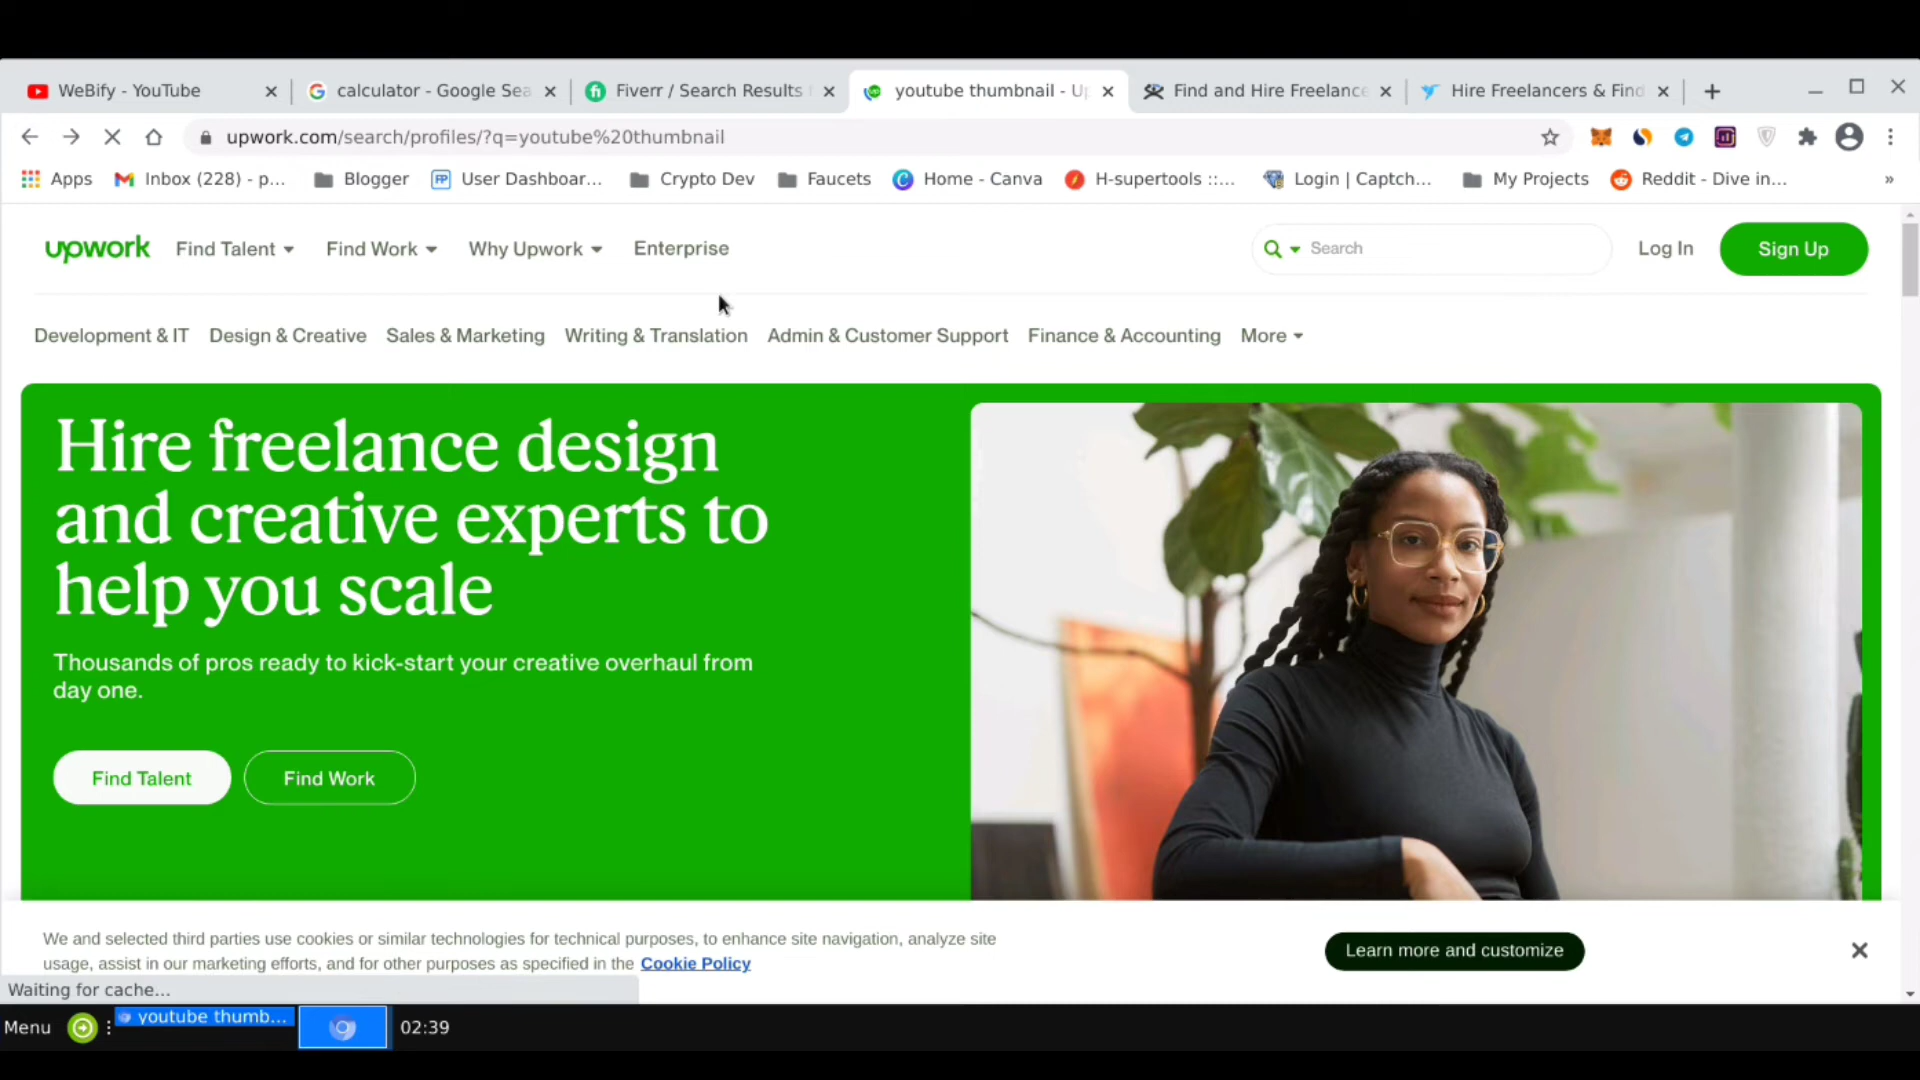 WeBify - YouTube
calculator - Google Sea
Fiverr / Search Results f
youtube thumbnail - Up
Find and Hire Freelance
Hire Freelancers & Find
upwork.com/search/profiles/?q=youtube%20thumbnail
Apps
Inbox (228) - p...
Blogger
User Dashboar...
Crypto Dev
Faucets
Home - Canva
H-supertools ::...
Login | Captch...
My Projects
Reddit - Dive in...
»
upwork
Find Talent
Find Work
Why Upwork
Enterprise
Search
Log In
Sign Up
Development & IT
Design & Creative
Sales & Marketing
Writing & Translation
Admin & Customer Support
Finance & Accounting
More
Hire freelance design
and creative experts to
help you scale
Thousands of pros ready to kick-start your creative overhaul from
day one.
Find Talent
Find Work
We and selected third parties use cookies or similar technologies for technical purposes, to enhance site navigation, analyze site
usage, assist in our marketing efforts, and for other purposes as specified in the Cookie Policy
Learn more and customize
Waiting for cache...
Menu
youtube thumb...
02:39